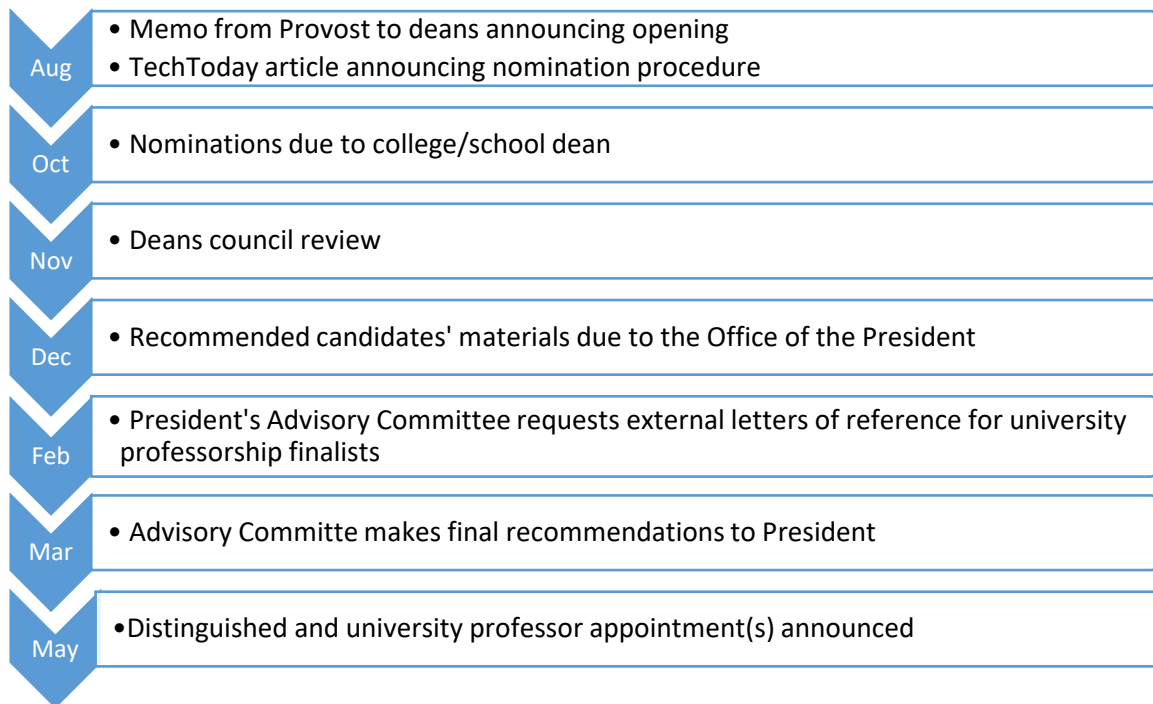 Aug
• Memo from Provost to deans announcing opening
• TechToday article announcing nomination procedure
Oct
• Nominations due to college/school dean
Nov
• Deans council review
Dec
• Recommended candidates' materials due to the Office of the President
Feb
• President's Advisory Committee requests external letters of reference for university
professorship finalists
Mar
• Advisory Committe makes final recommendations to President
May
•Distinguished and university professor appointment(s) announced